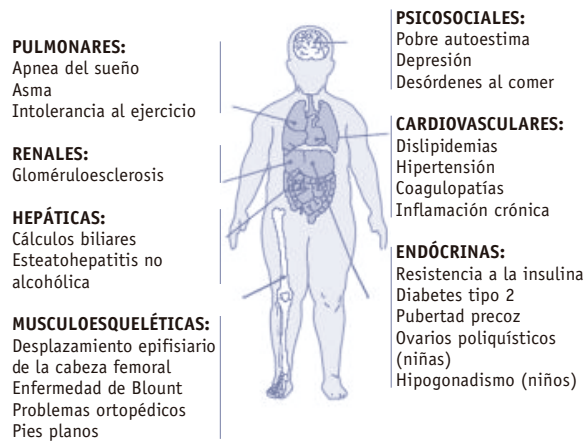 PULMONARES:
Apnea del sueño
Asma
Intolerancia al ejercicio
RENALES:
Gloméruloesclerosis
HEPÁTICAS:
Cálculos biliares
Esteatohepatitis no
alcohólica
MUSCULOESQUELÉTICAS:
Desplazamiento epifisiario
de la cabeza femoral
Enfermedad de Blount
Problemas ortopédicos
Pies planos
PSICOSOCIALES:
Pobre autoestima
Depresión
Desórdenes al comer
CARDIOVASCULARES:
Dislipidemias
Hipertensión
Coagulopatías
Inflamación crónica
ENDÓCRINAS:
Resistencia a la insulina
Diabetes tipo 2
Pubertad precoz
Ovarios poliquísticos
(niñas)
Hipogonadismo (niños)